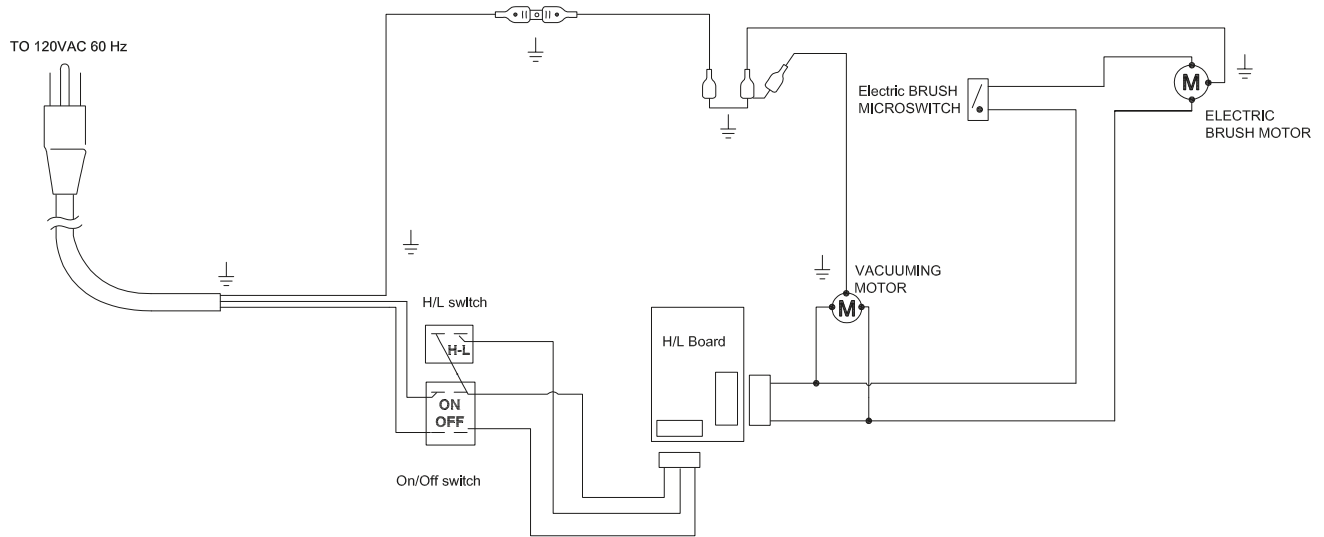 TO 120VAC 60 Hz
Electric BRUSH
MICROSWITCH
M
ELECTRIC
BRUSH MOTOR
VACUUMING
MOTOR
M
H/L switch
H-L
H/L Board
ON
OFF
On/Off switch